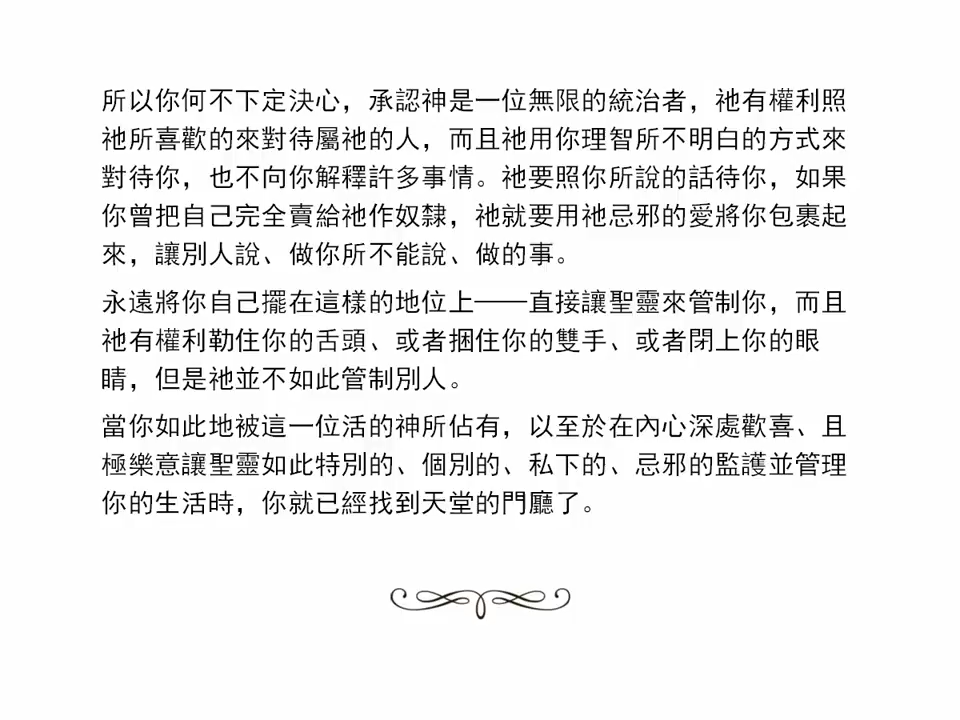 所以你何不下定決心，承認神是一位無限的統治者，祂有權利照
祂所喜歡的來對待屬祂的人，而且祂用你理智所不明白的方式來
對待你，也不向你解釋許多事情。祂要照你所說的話待你，如果
你曾把自己完全賣給祂作奴隸，祂就要用祂忌邪的愛將你包裹起
來，讓別人說、做你所不能說、做的事。
永遠將你自己擺在這樣的地位上——直接讓聖靈來管制你，而且
祂有權利勒住你的舌頭、或者捆住你的雙手、或者閉上你的眼
睛，但是祂並不如此管制別人。
當你如此地被這一位活的神所佔有，以至於在內心深處歡喜、且
極樂意讓聖靈如此特別的、個別的、私下的、忌邪的監護並管理
你的生活時，你就已經找到天堂的門廳了。